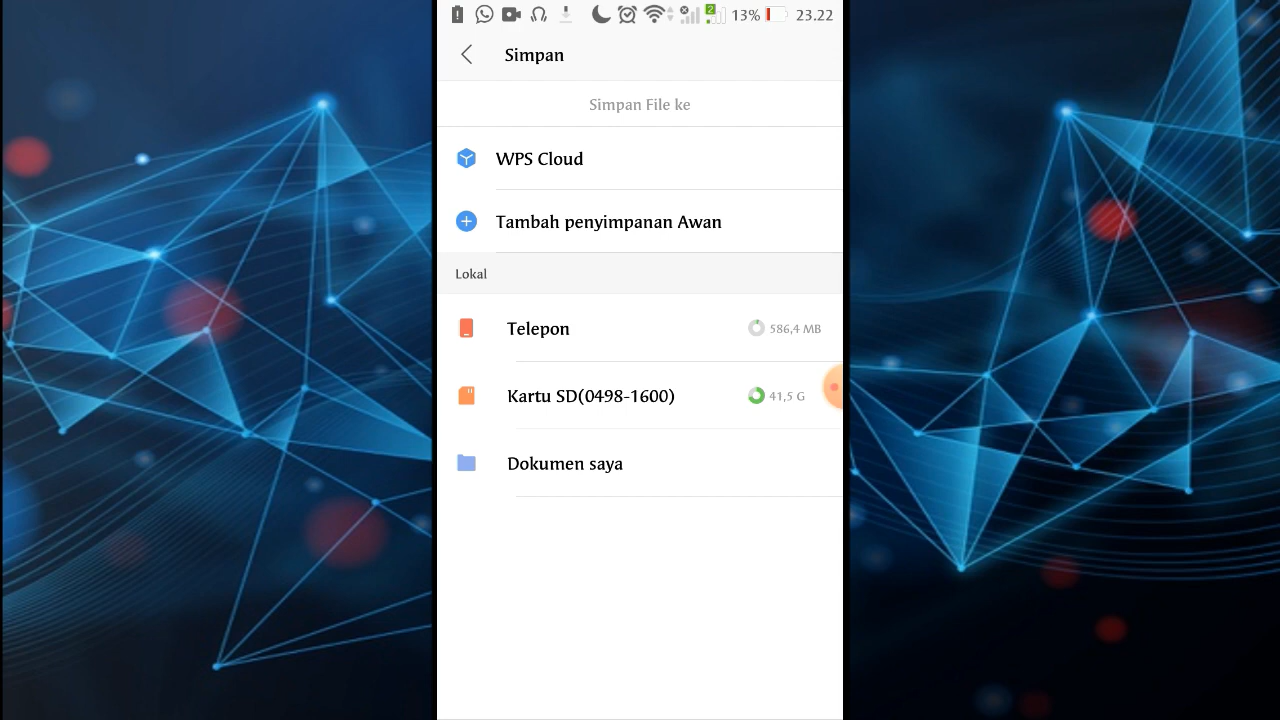 2 13% 23.22
Simpan
Simpan File ke
WPS Cloud
Tambah penyimpanan Awan
Lokal
Telepon 586,4 MB
Kartu SD(0498-1600) 41,5 G
Dokumen saya